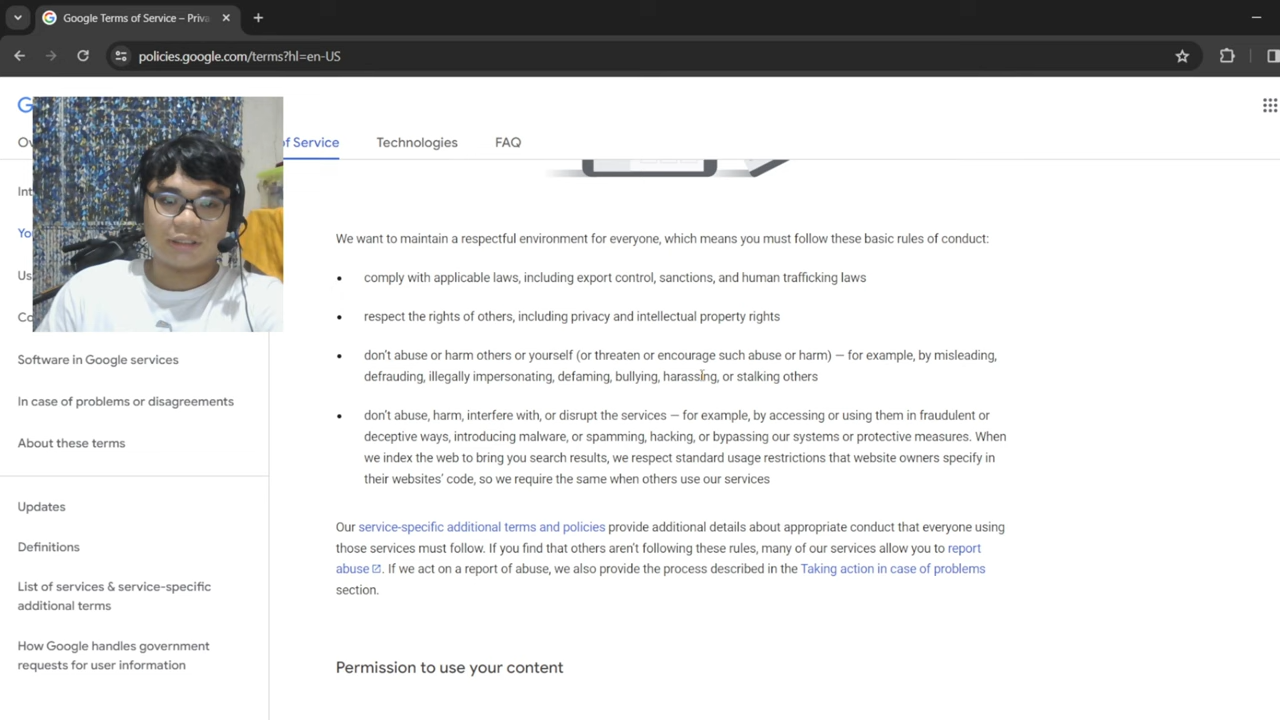 Google Terms of Service – Priva
policies.google.com/terms?hl=en-US
G
Ov
of Service
Technologies
FAQ
Int
Yo
Us
Co
Software in Google services
In case of problems or disagreements
About these terms
Updates
Definitions
List of services & service-specific
additional terms
How Google handles government
requests for user information
We want to maintain a respectful environment for everyone, which means you must follow these basic rules of conduct:
• comply with applicable laws, including export control, sanctions, and human trafficking laws
• respect the rights of others, including privacy and intellectual property rights
• don’t abuse or harm others or yourself (or threaten or encourage such abuse or harm) — for example, by misleading,
defrauding, illegally impersonating, defaming, bullying, harassing, or stalking others
• don’t abuse, harm, interfere with, or disrupt the services — for example, by accessing or using them in fraudulent or
deceptive ways, introducing malware, or spamming, hacking, or bypassing our systems or protective measures. When
we index the web to bring you search results, we respect standard usage restrictions that website owners specify in
their websites’ code, so we require the same when others use our services
Our service-specific additional terms and policies provide additional details about appropriate conduct that everyone using
those services must follow. If you find that others aren’t following these rules, many of our services allow you to report
abuse. If we act on a report of abuse, we also provide the process described in the Taking action in case of problems
section.
Permission to use your content